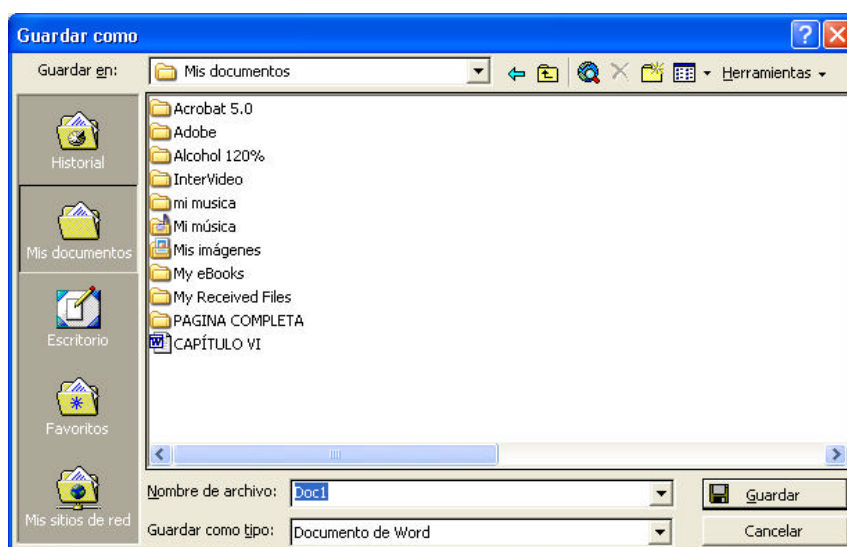 Guardar como
Guardar en: Mis documentos Herramientas
Historial
Mis documentos
Escritorio
Favoritos
Mis sitios de red
Acrobat 5.0
Adobe
Alcohol 120%
InterVideo
mi musica
Mi música
Mis imágenes
My eBooks
My Received Files
PAGINA COMPLETA
CAPÍTULO VI
Nombre de archivo: Doc1 Guardar
Guardar como tipo: Documento de Word Cancelar